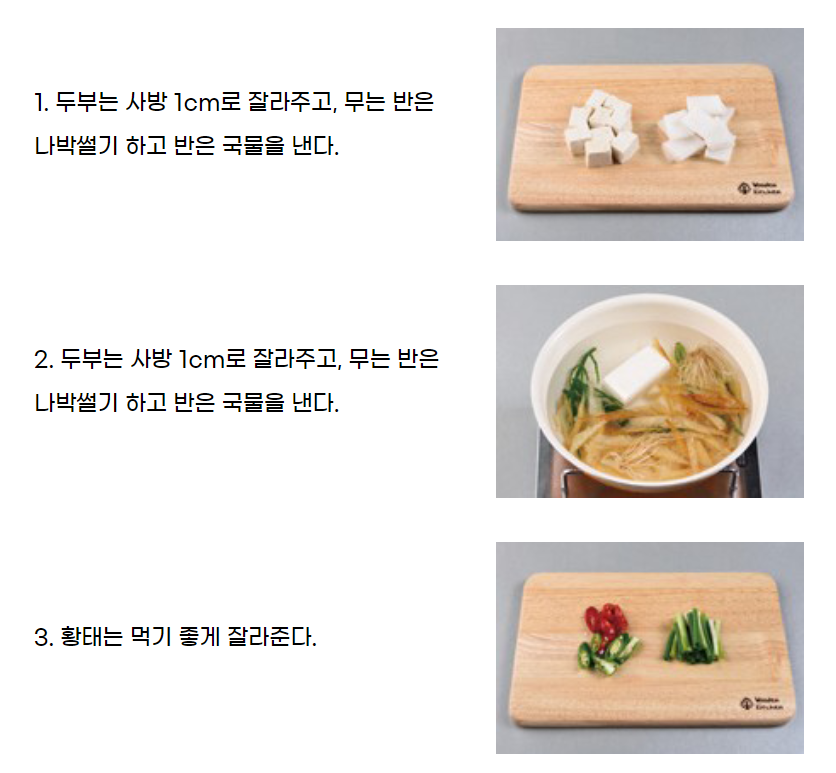 1. 두부는 사방 1cm로 잘라주고, 무는 반은
나박썰기 하고 반은 국물을 낸다.
2. 두부는 사방 1cm로 잘라주고, 무는 반은
나박썰기 하고 반은 국물을 낸다.
3. 황태는 먹기 좋게 잘라준다.